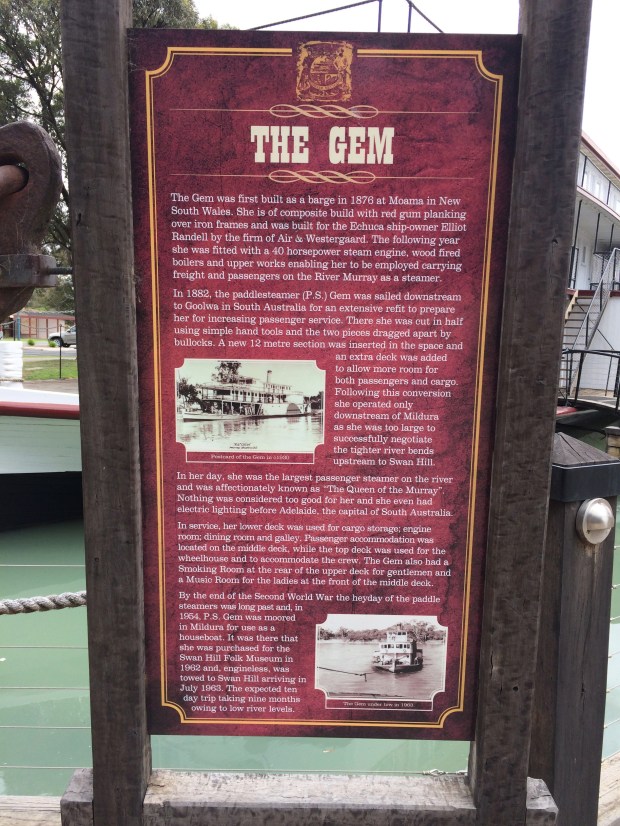 THE GEM
The Gem was first built as a barge in 1876 at Moama in New
South Wales. She is of composite build with red gum planking
over iron frames and was built for the Echuca ship-owner Elliot
Randell by the firm of Air & Westergaard. The following year
she was fitted with a 40 horsepower steam engine, wood fired
boilers and upper works enabling her to be employed carrying
freight and passengers on the River Murray as a steamer.
In 1882, the paddlesteamer (P.S.) Gem was sailed downstream
to Goolwa in South Australia for an extensive refit to prepare
her for increasing passenger service. There she was cut in half
using simple hand tools and the two pieces dragged apart by
bullocks. A new 12 metre section was inserted in the space and
an extra deck was added
to allow more room for
both passengers and cargo.
Following this conversion
she operated only
downstream of Mildura
as she was too large to
successfully negotiate
the tighter river bends
upstream to Swan Hill.
Postcard of the Gem in
In her day, she was the largest passenger steamer on the river
and was affectionately known as "The Queen of the Murray".
Nothing was considered too good for her and she even had
electric lighting before Adelaide, the capital of South Australia.
In service, her lower deck was used for cargo storage; engine
room; dining room and galley. Passenger accommodation was
located on the middle deck, while the top deck was used for the
wheelhouse and to accommodate the crew. The Gem also had a
Smoking Room at the rear of the upper deck for gentlemen and
a Music Room for the ladies at the front of the middle deck.
By the end of the Second World War the heyday of the paddle
steamers was long past and, in
1954, P.S. Gem was moored
in Mildura for use as a
houseboat. It was there that
she was purchased for the
Swan Hill Folk Museum in
1962 and, engineless, was
towed to Swan Hill arriving in
July 1963. The expected ten
day trip taking nine months
owing to low river levels.
The Gem under tow in